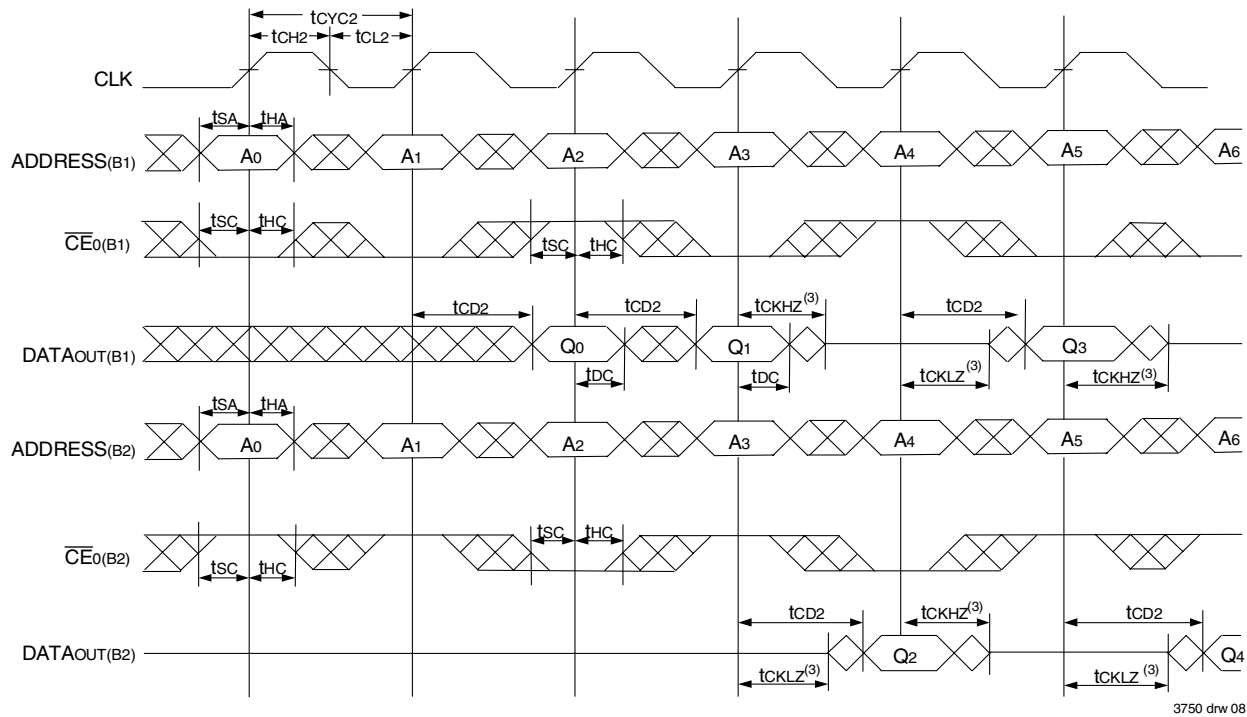 tCYC2
tCH2 tCL2
CLK
tSA tHA
ADDRESS(B1) A0 A1 A2 A3 A4 A5 A6
tSC tHC
CE0(B1)
tSC tHC
tCD2 tCD2 tCKHZ(3) tCD2
DATAOUT(B1) Q0 Q1 Q3
tDC tDC tCKLZ(3) tCKHZ(3)
tSA tHA
ADDRESS(B2) A0 A1 A2 A3 A4 A5 A6
tSC tHC
CE0(B2)
tSC tHC
tCD2 tCKHZ(3) tCD2
DATAOUT(B2) Q2 Q4
tCKLZ(3) tCKLZ(3)
3750 drw 08